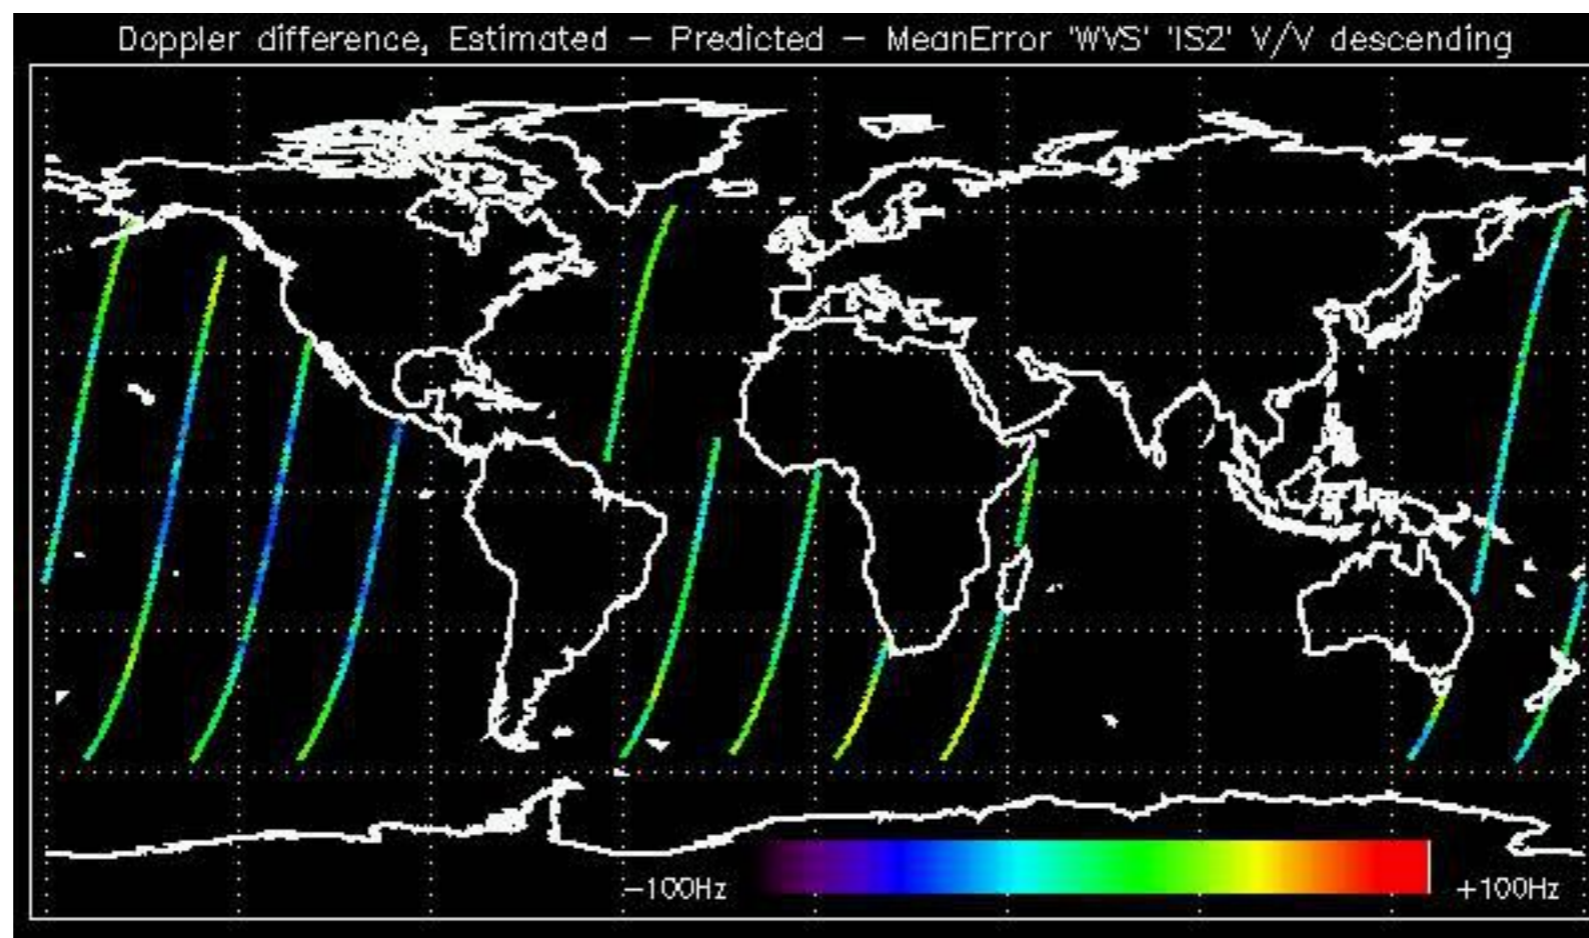 Doppler difference, Estimated – Predicted – MeanError 'WVS' 'IS2' V/V descending
–100Hz +100Hz